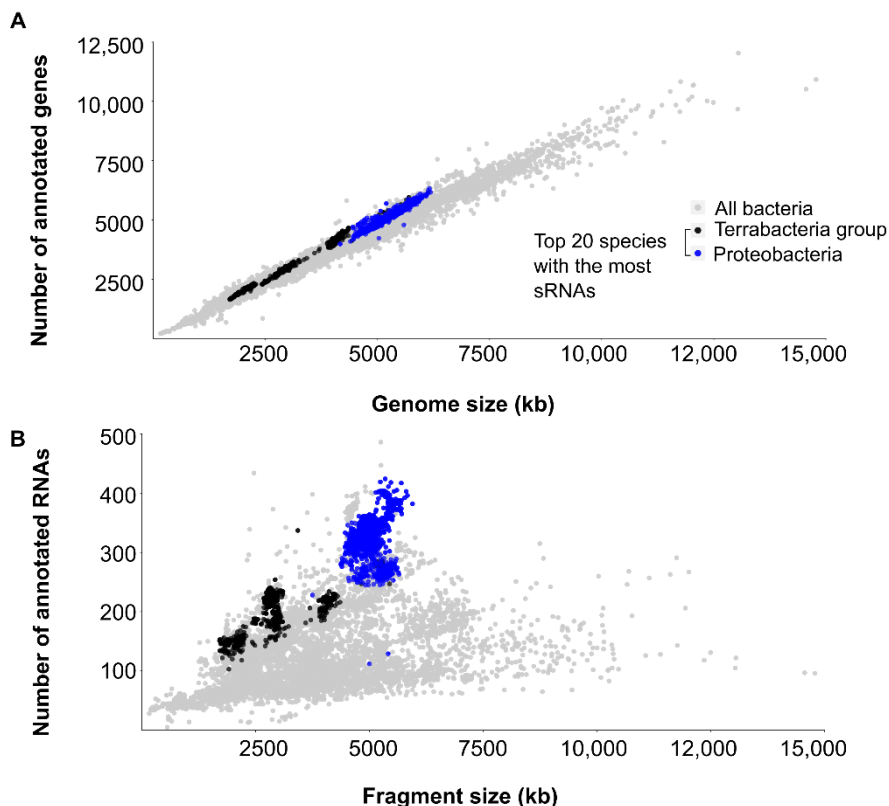 A
Number of annotated genes
12,500
10,000
7500
5000
2500
All bacteria
Terrabacteria group
Proteobacteria
Top 20 species
with the most
sRNAs
2500
5000
7500
10,000
12,000
15,000
Genome size (kb)
B
Number of annotated RNAs
500
400
300
200
100
2500
5000
7500
10,000
12,000
15,000
Fragment size (kb)